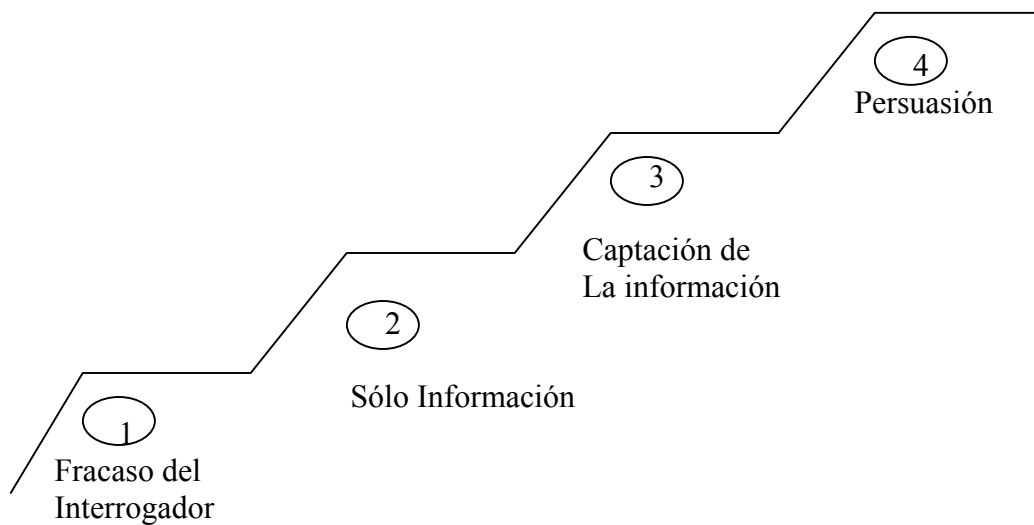 1
Fracaso del
Interrogador
2
Sólo Información
3
Captación de
La información
4
Persuasión